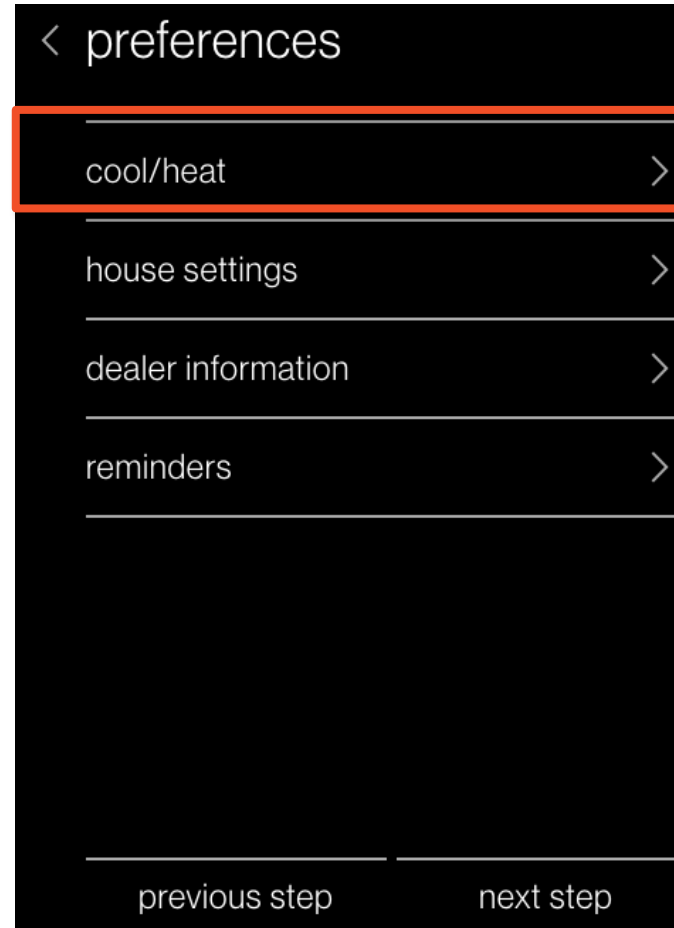 preferences
cool/heat
house settings
dealer information
reminders
previous step next step